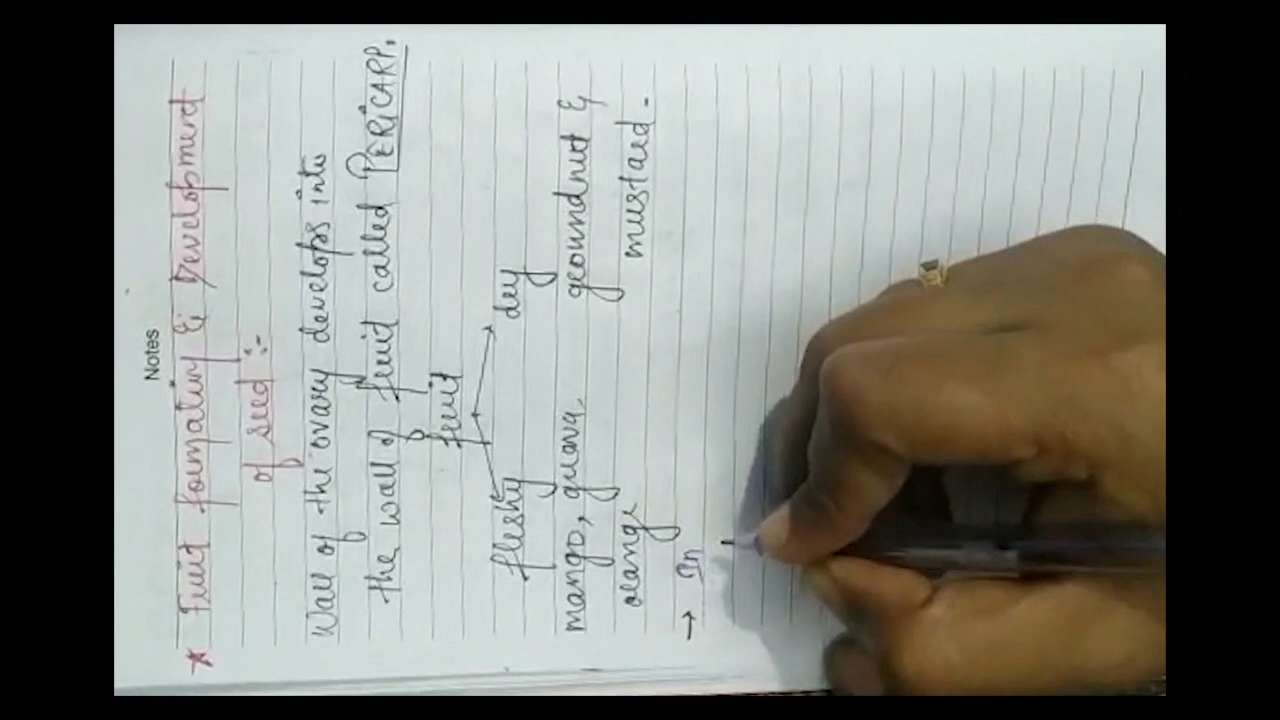 Notes
* Fruit formation & Development
of seed :-
Wall of the ovary develops into
the wall of fruit called PERICARP.
fruit
fleshy dry
mango, guava, groundnut &
orange mustard.
→ In